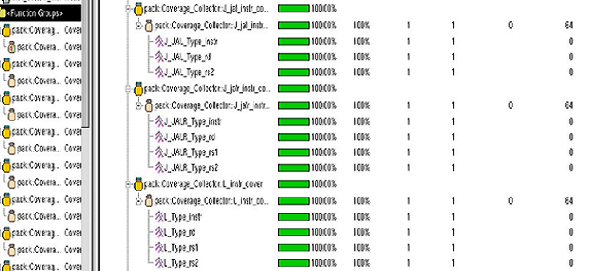 pack.Coverage_Collector::J_jal_instr_co... 100.00%
<Function Groups> pack.Coverage_Collector::J_jal_instr... 100.00% 100% 1 1 0 64
pack.Coverag... Cover J_JAL_Type_instr 100.00% 100% 1 1 0
pack.Covera... Cover J_JAL_Type_rd 100.00% 100% 1 1 0
pack.Coverag... Cover J_JAL_Type_rs2 100.00% 100% 1 1 0
pack.Covera... Cover pack.Coverage_Collector::J_jalr_instr_co... 100.00%
pack.Coverag... Cover pack.Coverage_Collector::J_jalr_instr... 100.00% 100% 1 1 0 64
pack.Covera... Cover J_JALR_Type_instr 100.00% 100% 1 1 0
pack.Coverag... Cover J_JALR_Type_rd 100.00% 100% 1 1 0
pack.Covera... Cover J_JALR_Type_rs1 100.00% 100% 1 1 0
pack.Coverag... Cover J_JALR_Type_rs2 100.00% 100% 1 1 0
pack.Covera... Cover pack.Coverage_Collector::L_instr_cover 100.00%
pack.Coverag... Cover pack.Coverage_Collector::L_instr_co... 100.00% 100% 1 1 0 64
pack.Covera... Cover L_Type_instr 100.00% 100% 1 1 0
pack.Coverag... Cover L_Type_rd 100.00% 100% 1 1 0
pack.Covera... Cover L_Type_rs1 100.00% 100% 1 1 0
L_Type_rs2 100.00% 100% 1 1 0